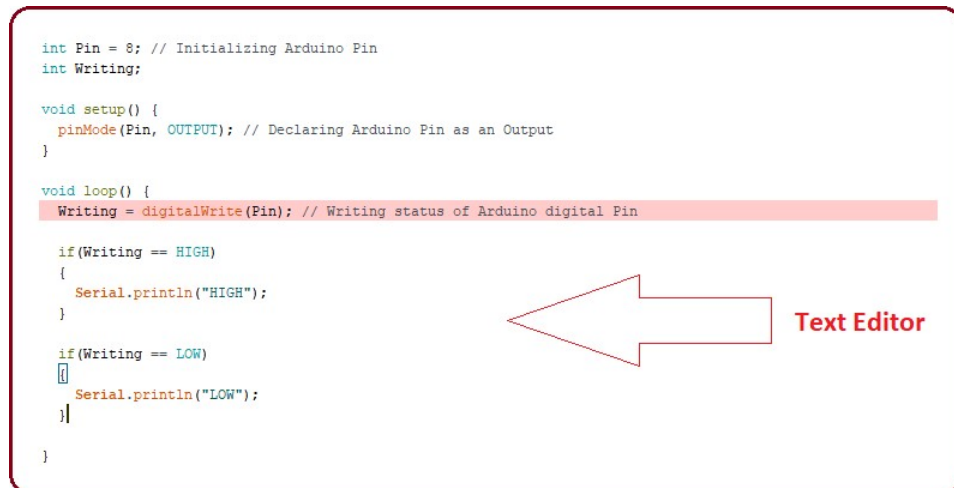 int Pin = 8; // Initializing Arduino Pin
int Writing;
void setup() {
pinMode(Pin, OUTPUT); // Declaring Arduino Pin as an Output
}
void loop() {
Writing = digitalWrite(Pin); // Writing status of Arduino digital Pin
if(Writing == HIGH)
{
Serial.println("HIGH");
}
Text Editor
if(Writing == LOW)
{
Serial.println("LOW");
}
}